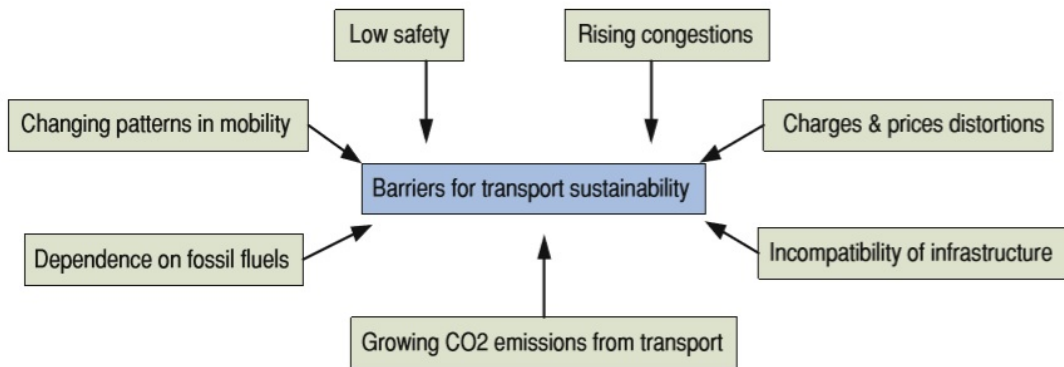 Low safety
Rising congestions
Changing patterns in mobility
Charges & prices distortions
Barriers for transport sustainability
Dependence on fossil fluels
Incompatibility of infrastructure
Growing CO2 emissions from transport